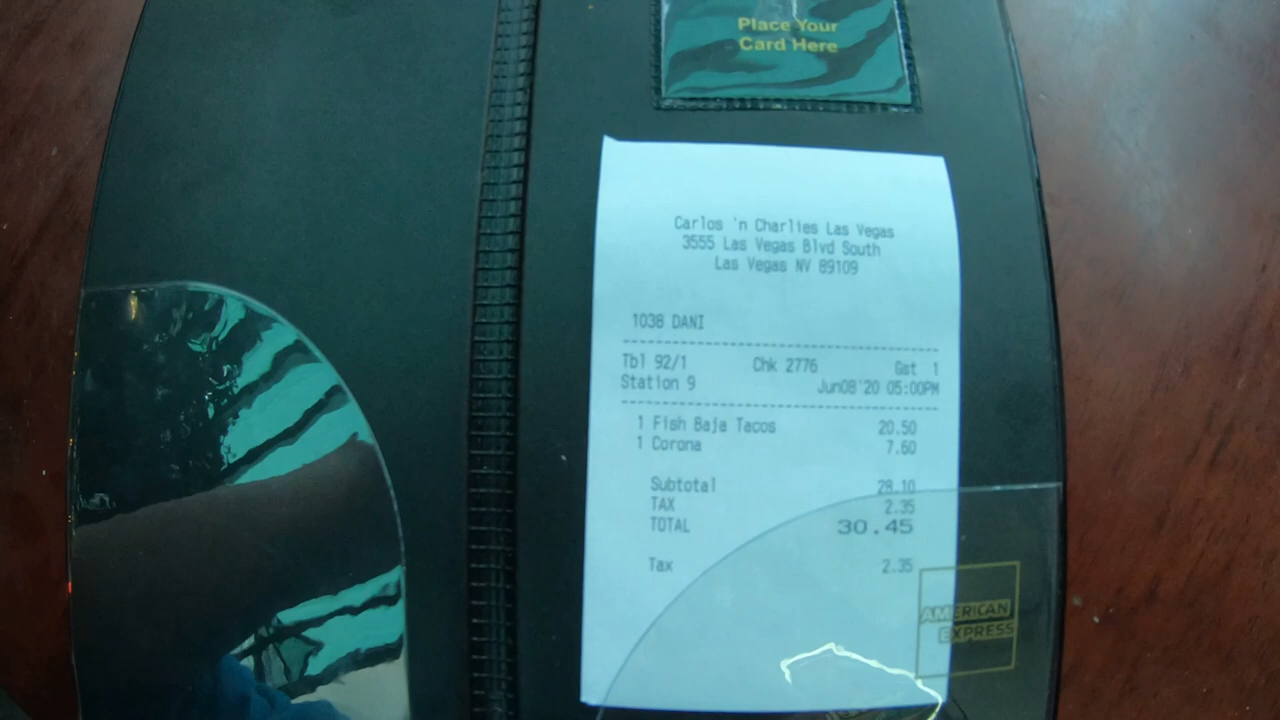 Place Your
Card Here
Carlos 'n Charlies Las Vegas
3555 Las Vegas Blvd South
Las Vegas NV 89109
1038 DANI
Tbl 92/1 Chk 2776 Gst 1
Station 9 Jun08'20 05:00PM
1 Fish Baja Tacos 20.50
1 Corona 7.60
Subtotal 28.10
TAX 2.35
TOTAL 30.45
Tax 2.35
AMERICAN
EXPRESS